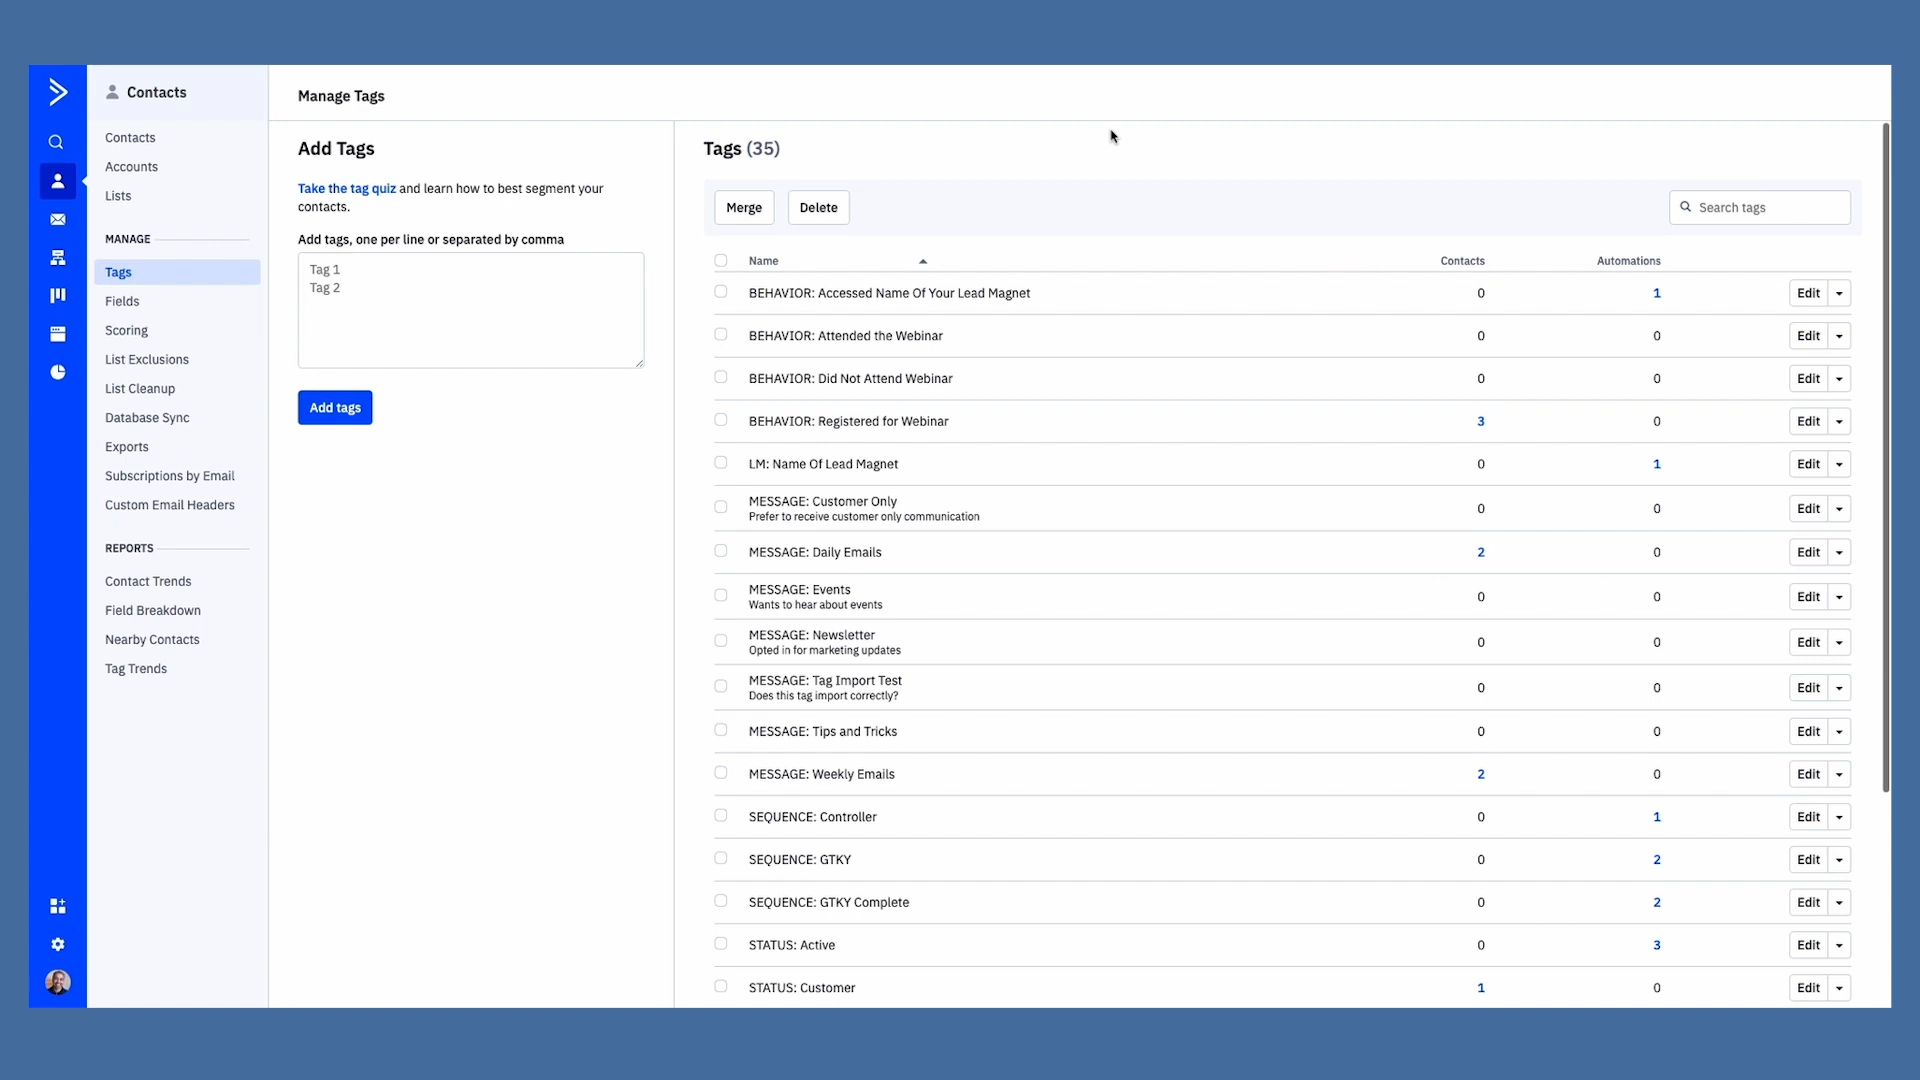 Contacts
Contacts
Accounts
Lists
MANAGE
Tags
Fields
Scoring
List Exclusions
List Cleanup
Database Sync
Exports
Subscriptions by Email
Custom Email Headers
REPORTS
Contact Trends
Field Breakdown
Nearby Contacts
Tag Trends
Manage Tags
Add Tags
Take the tag quiz and learn how to best segment your
contacts.
Add tags, one per line or separated by comma
Tag 1
Tag 2
Add tags
Tags (35)
Merge Delete Search tags
Name Contacts Automations
BEHAVIOR: Accessed Name Of Your Lead Magnet 0 1 Edit
BEHAVIOR: Attended the Webinar 0 0 Edit
BEHAVIOR: Did Not Attend Webinar 0 0 Edit
BEHAVIOR: Registered for Webinar 3 0 Edit
LM: Name Of Lead Magnet 0 1 Edit
MESSAGE: Customer Only 0 0 Edit
Prefer to receive customer only communication
MESSAGE: Daily Emails 2 0 Edit
MESSAGE: Events 0 0 Edit
Wants to hear about events
MESSAGE: Newsletter 0 0 Edit
Opted in for marketing updates
MESSAGE: Tag Import Test 0 0 Edit
Does this tag import correctly?
MESSAGE: Tips and Tricks 0 0 Edit
MESSAGE: Weekly Emails 2 0 Edit
SEQUENCE: Controller 0 1 Edit
SEQUENCE: GTKY 0 2 Edit
SEQUENCE: GTKY Complete 0 2 Edit
STATUS: Active 0 3 Edit
STATUS: Customer 1 0 Edit